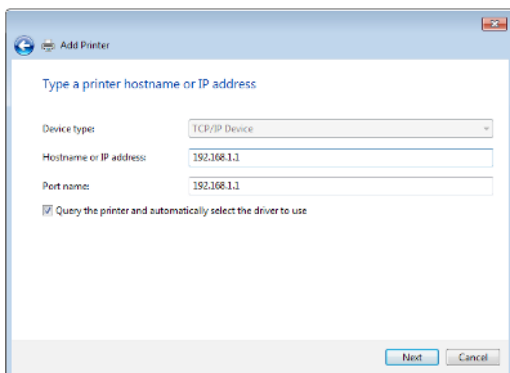 Add Printer
Type a printer hostname or IP address
Device type: TCP/IP Device
Hostname or IP address: 192.168.1.1
Port name: 192.168.1.1
Query the printer and automatically select the driver to use
Next Cancel